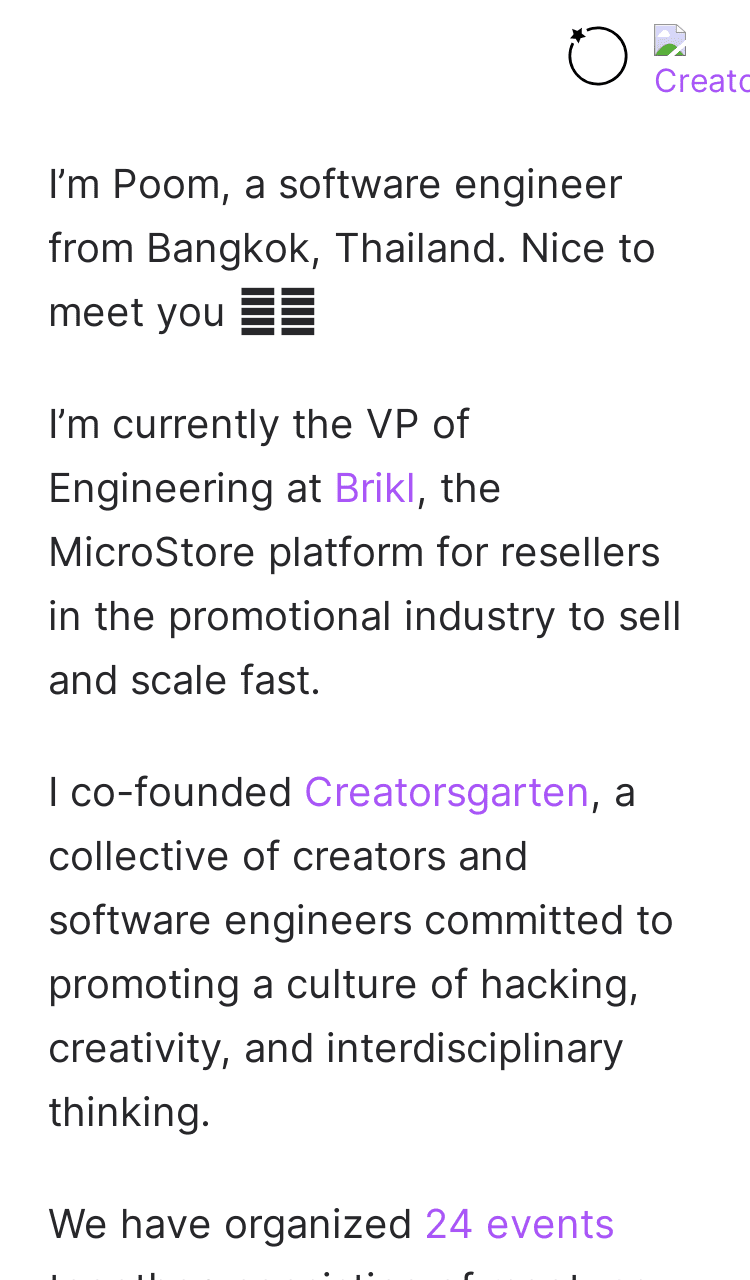 Creato
I’m Poom, a software engineer
from Bangkok, Thailand. Nice to
meet you
I’m currently the VP of
Engineering at Brikl, the
MicroStore platform for resellers
in the promotional industry to sell
and scale fast.
I co-founded Creatorsgarten, a
collective of creators and
software engineers committed to
promoting a culture of hacking,
creativity, and interdisciplinary
thinking.
We have organized 24 events